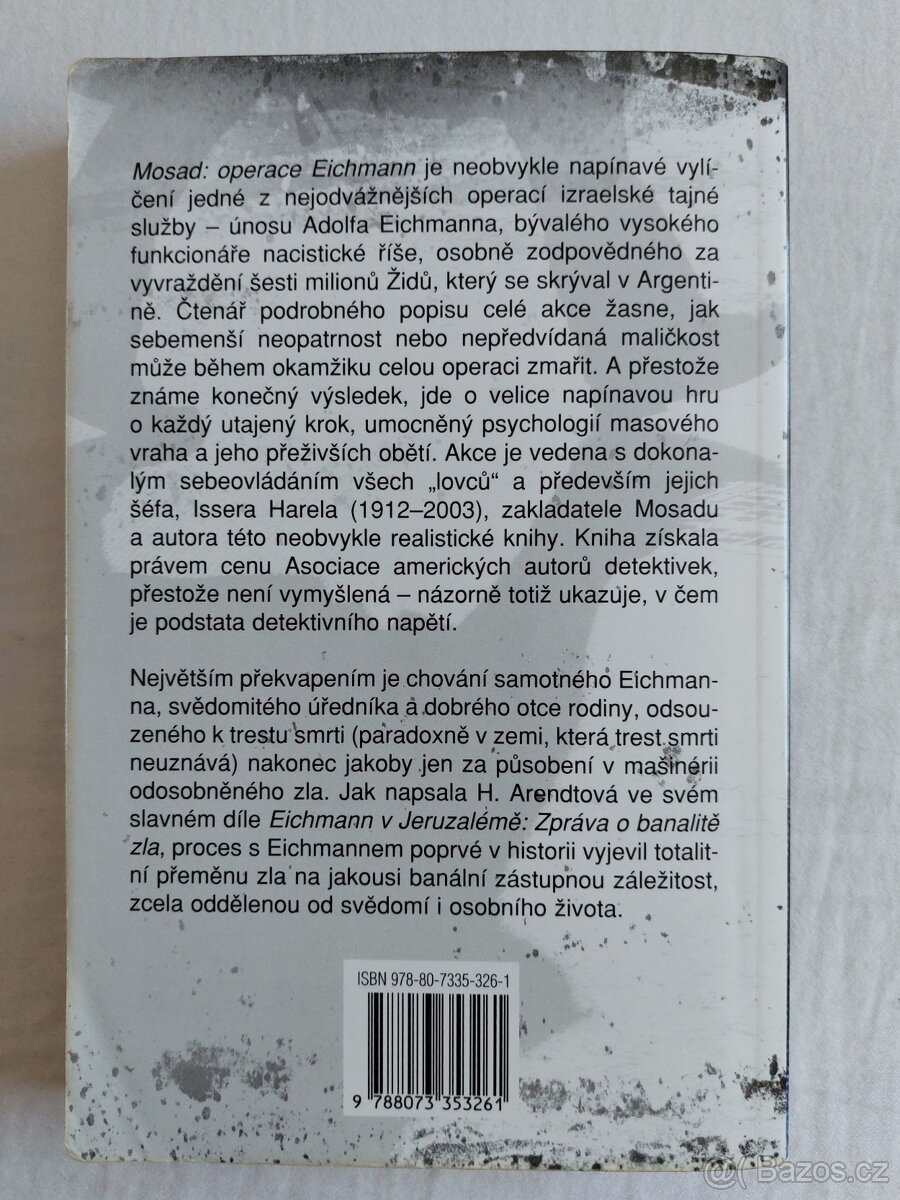 Mosad: operace Eichmann je neobvykle napínavé vylí-
čení jedné z nejodvážnějších operací izraelské tajné
služby – únosu Adolfa Eichmanna, bývalého vysokého
funkcionáře nacistické říše, osobně zodpovědného za
vyvraždění šesti milionů Židů, který se skrýval v Argenti-
ně. Čtenář podrobného popisu celé akce žasne, jak
sebemenší neopatrnost nebo nepředvídaná maličkost
může během okamžiku celou operaci zmařit. A přestože
známe konečný výsledek, jde o velice napínavou hru
o každý utajený krok, umocněný psychologií masového
vraha a jeho přeživších obětí. Akce je vedena s dokona-
lým sebeovládáním všech „lovců“ a především jejich
šéfa, Issera Harela (1912–2003), zakladatele Mosadu
a autora této neobvykle realistické knihy. Kniha získala
právem cenu Asociace amerických autorů detektivek,
přestože není vymyšlená – názorně totiž ukazuje, v čem
je podstata detektivního napětí.
Největším překvapením je chování samotného Eichman-
na, svědomitého úředníka a dobrého otce rodiny, odsou-
zeného k trestu smrti (paradoxně v zemi, která trest smrti
neuznává) nakonec jakoby jen za působení v mašinérii
odosobněného zla. Jak napsala H. Arendtová ve svém
slavném díle Eichmann v Jeruzalémě: Zpráva o banalitě
zla, proces s Eichmannem poprvé v historii vyjevil totalit-
ní přeměnu zla na jakousi banální zástupnou záležitost,
zcela oddělenou od svědomí i osobního života.
ISBN 978-80-7335-326-1
9 788073 353261
Bazos.cz